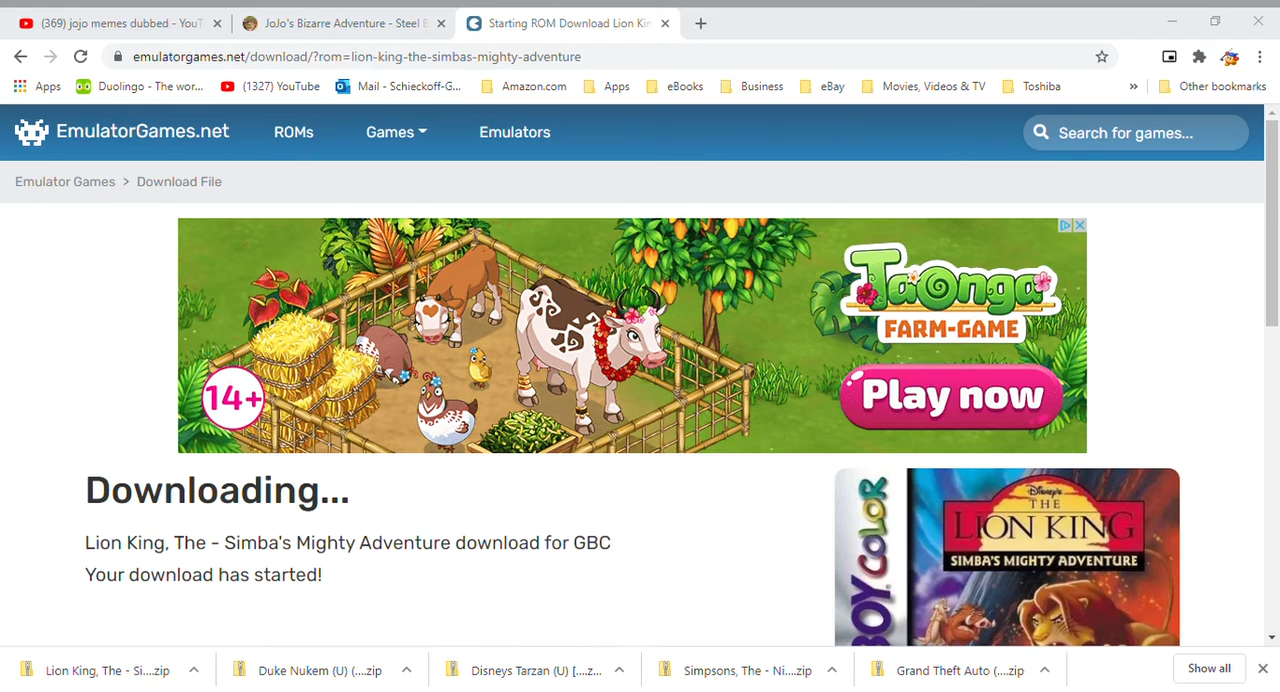 (369) jojo memes dubbed - YouT
JoJo's Bizarre Adventure - Steel B
Starting ROM Download Lion Kin
emulatorgames.net/download/?rom=lion-king-the-simbas-mighty-adventure
Apps
Duolingo - The wor...
(1327) YouTube
Mail - Schieckoff-G...
Amazon.com
Apps
eBooks
Business
eBay
Movies, Videos & TV
Toshiba
»
Other bookmarks
EmulatorGames.net
ROMs
Games
Emulators
Search for games...
Emulator Games > Download File
14+
Taonga
FARM-GAME
Play now
Downloading...
Lion King, The - Simba's Mighty Adventure download for GBC
Your download has started!
BOY COLOR
Disney's
THE
LION KING
SIMBA'S MIGHTY ADVENTURE
Lion King, The - Si....zip
Duke Nukem (U) (....zip
Disneys Tarzan (U) [....z...
Simpsons, The - Ni....zip
Grand Theft Auto (....zip
Show all